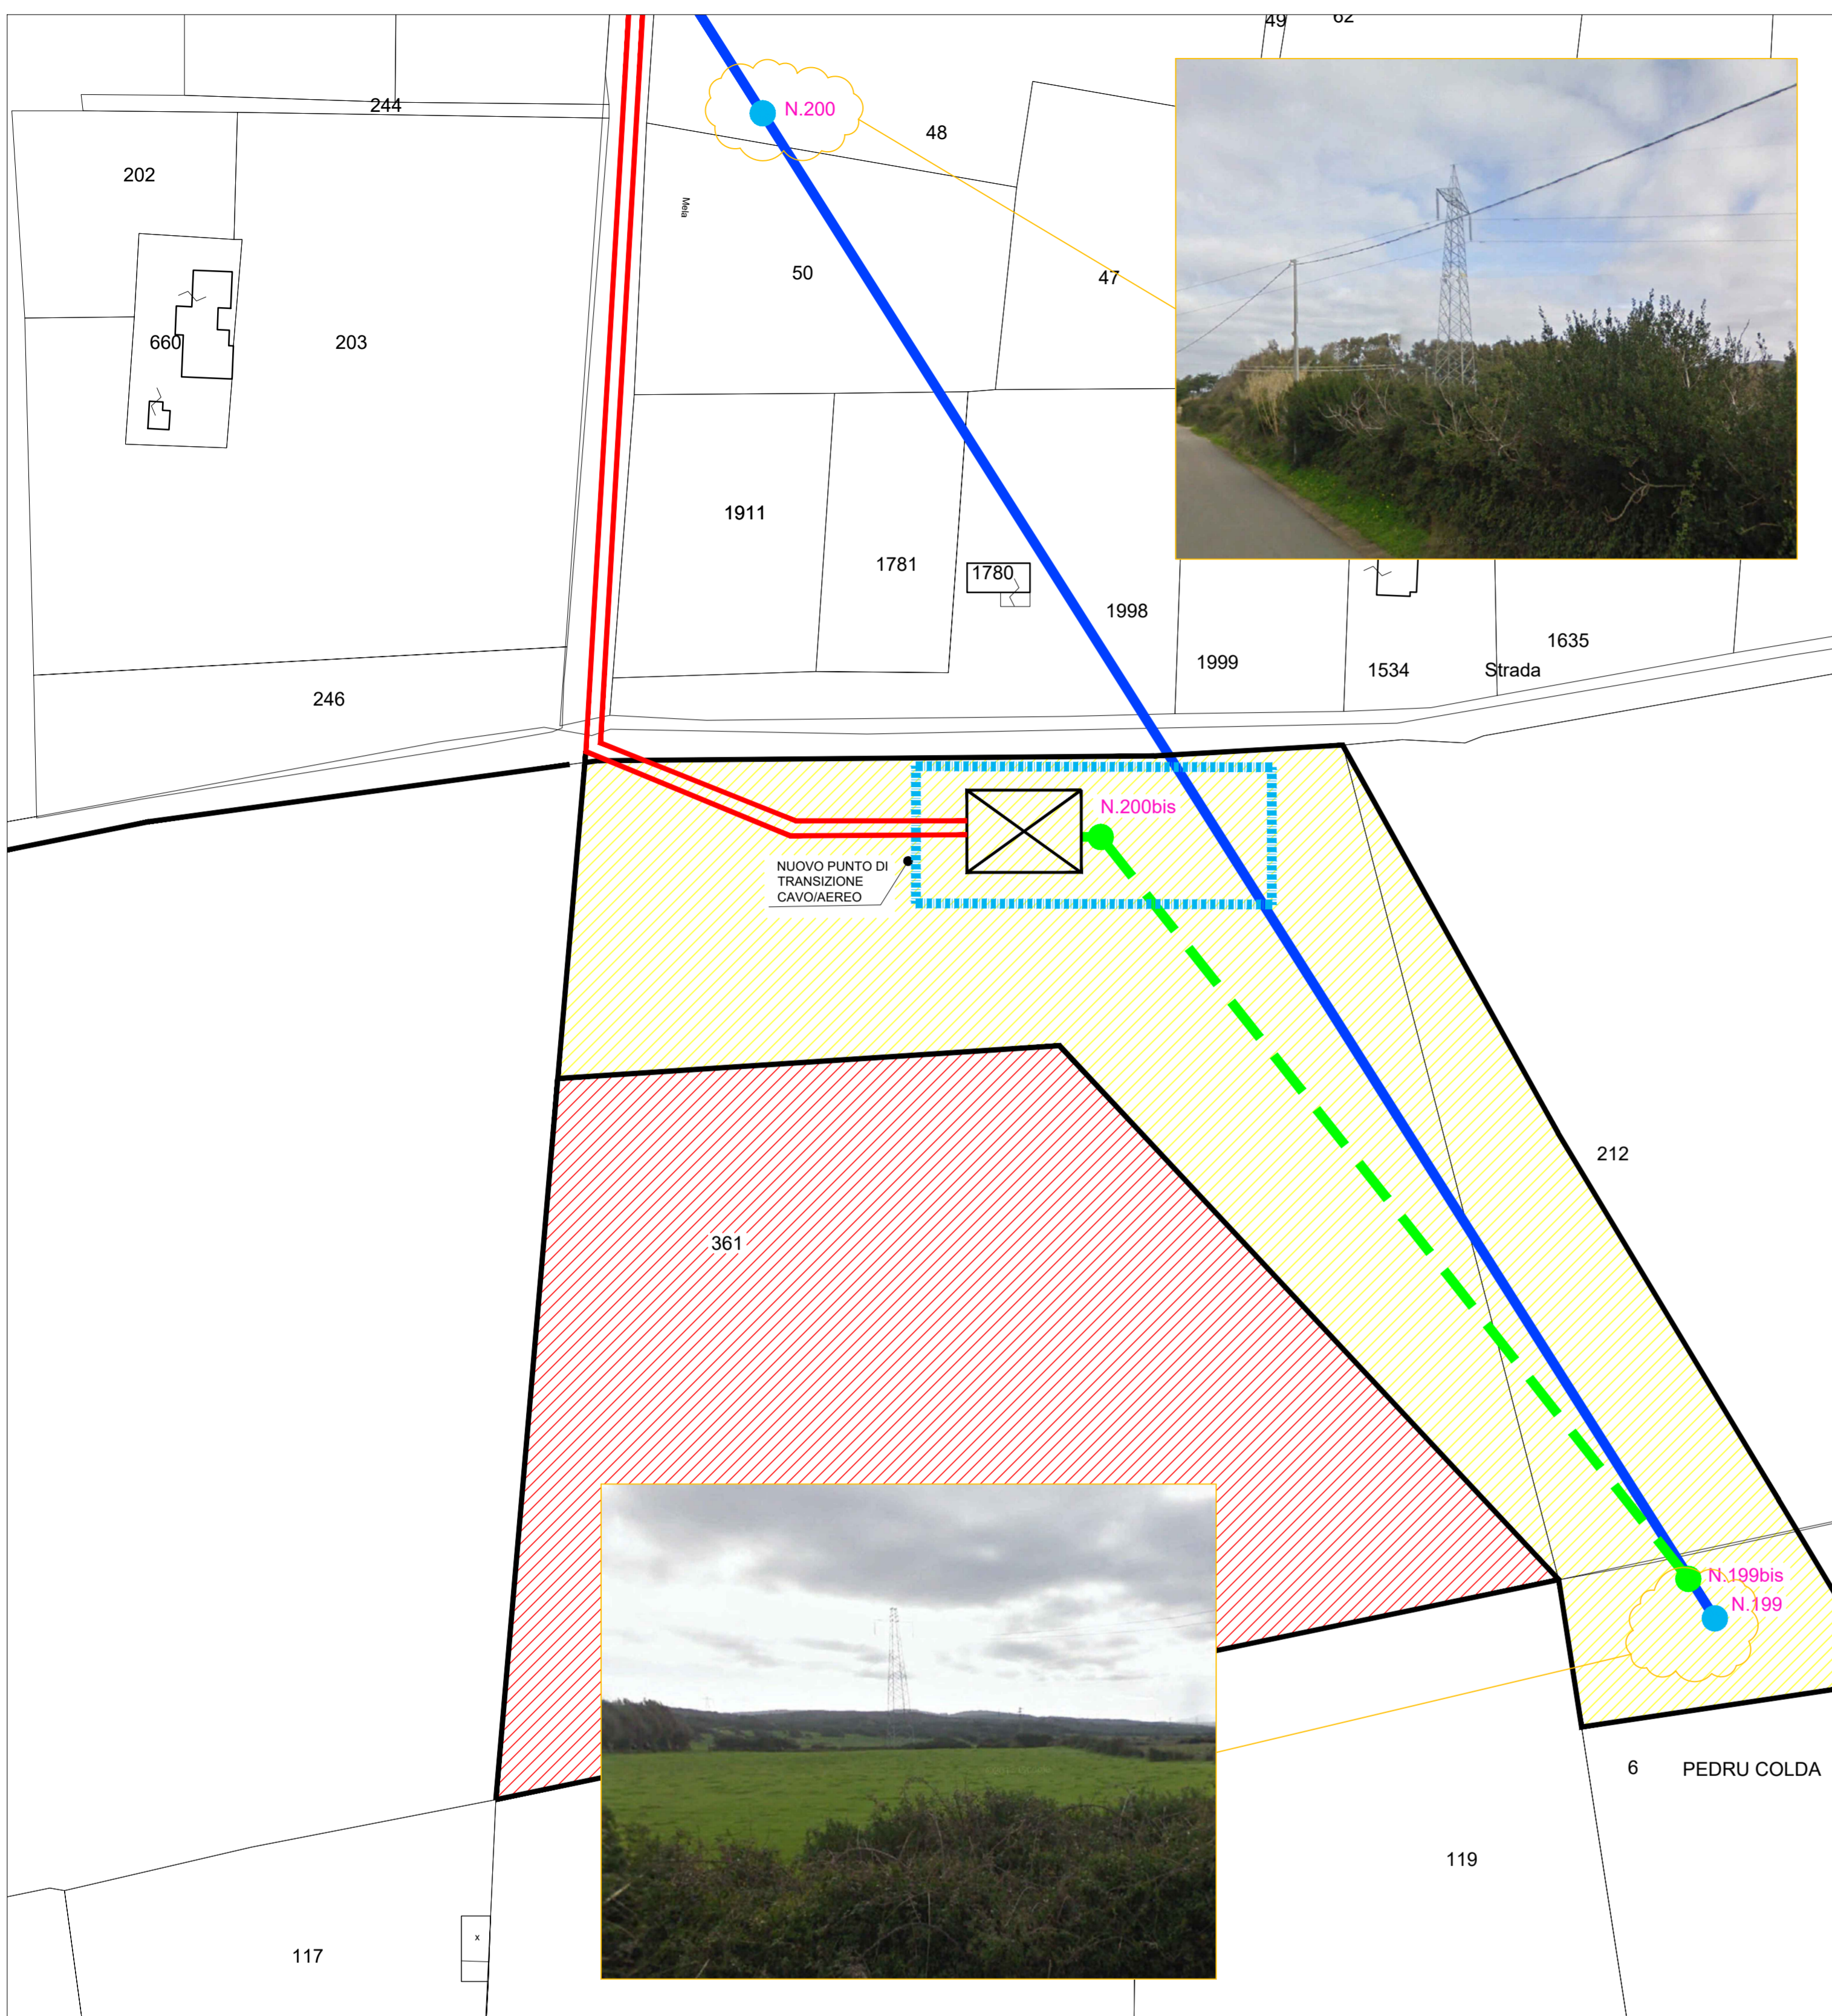 49
62
244
N.200
48
202
Mela
50
47
660
203
1911
1781
1780
1998
1635
1999
1534
Strada
246
N.200bis
NUOVO PUNTO DI
TRANSIZIONE
CAVO/AEREO
212
361
N.199bis
N.199
6
PEDRU COLDA
119
x
117